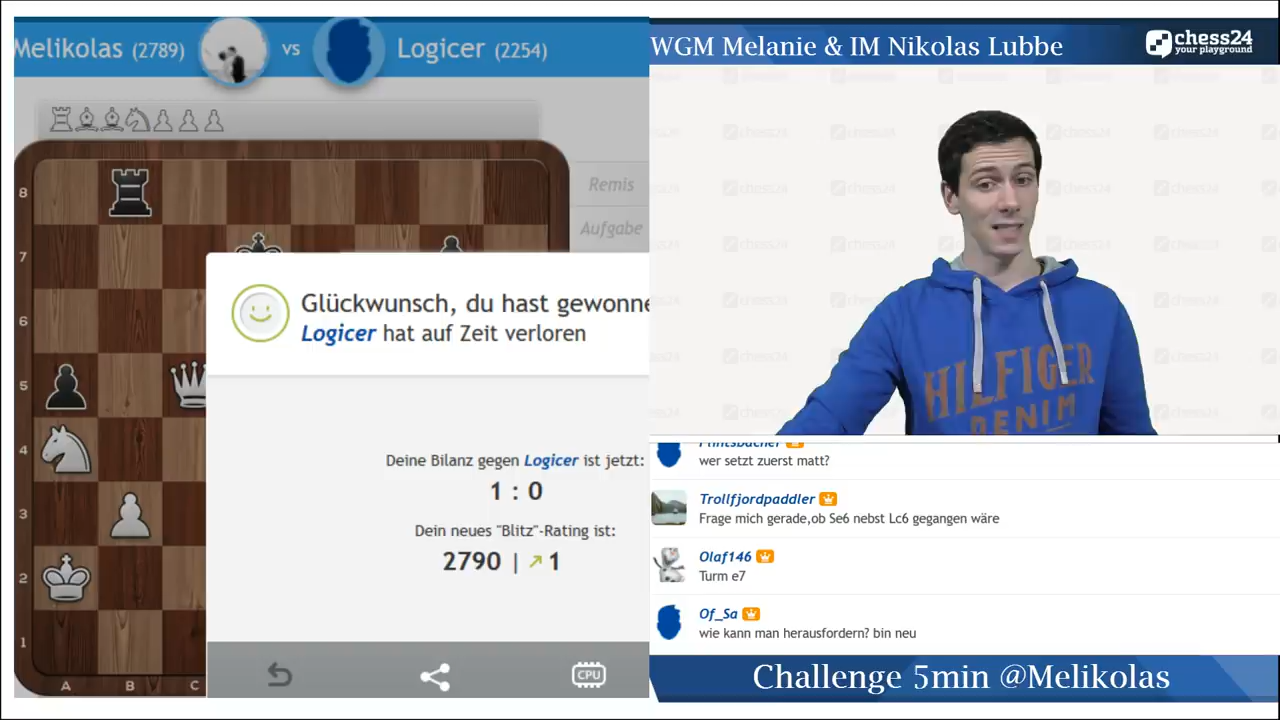 Melikolas (2789) vs Logicer (2254)
WGM Melanie & IM Nikolas Lubbe
chess24
your playground
8
Remis
Aufgabe
7
Glückwunsch, du hast gewonne
Logicer hat auf Zeit verloren
6
5
4
3
2
1
Deine Bilanz gegen Logicer ist jetzt:
1 : 0
Dein neues "Blitz"-Rating ist:
2790 | ↗ 1
CPU
A B C
HILFIGER
DENIM
Flintsbacher
wer setzt zuerst matt?
Trollfjordpaddler
Frage mich gerade,ob Se6 nebst Lc6 gegangen wäre
Olaf146
Turm e7
Of_Sa
wie kann man herausfordern? bin neu
Challenge 5min @Melikolas